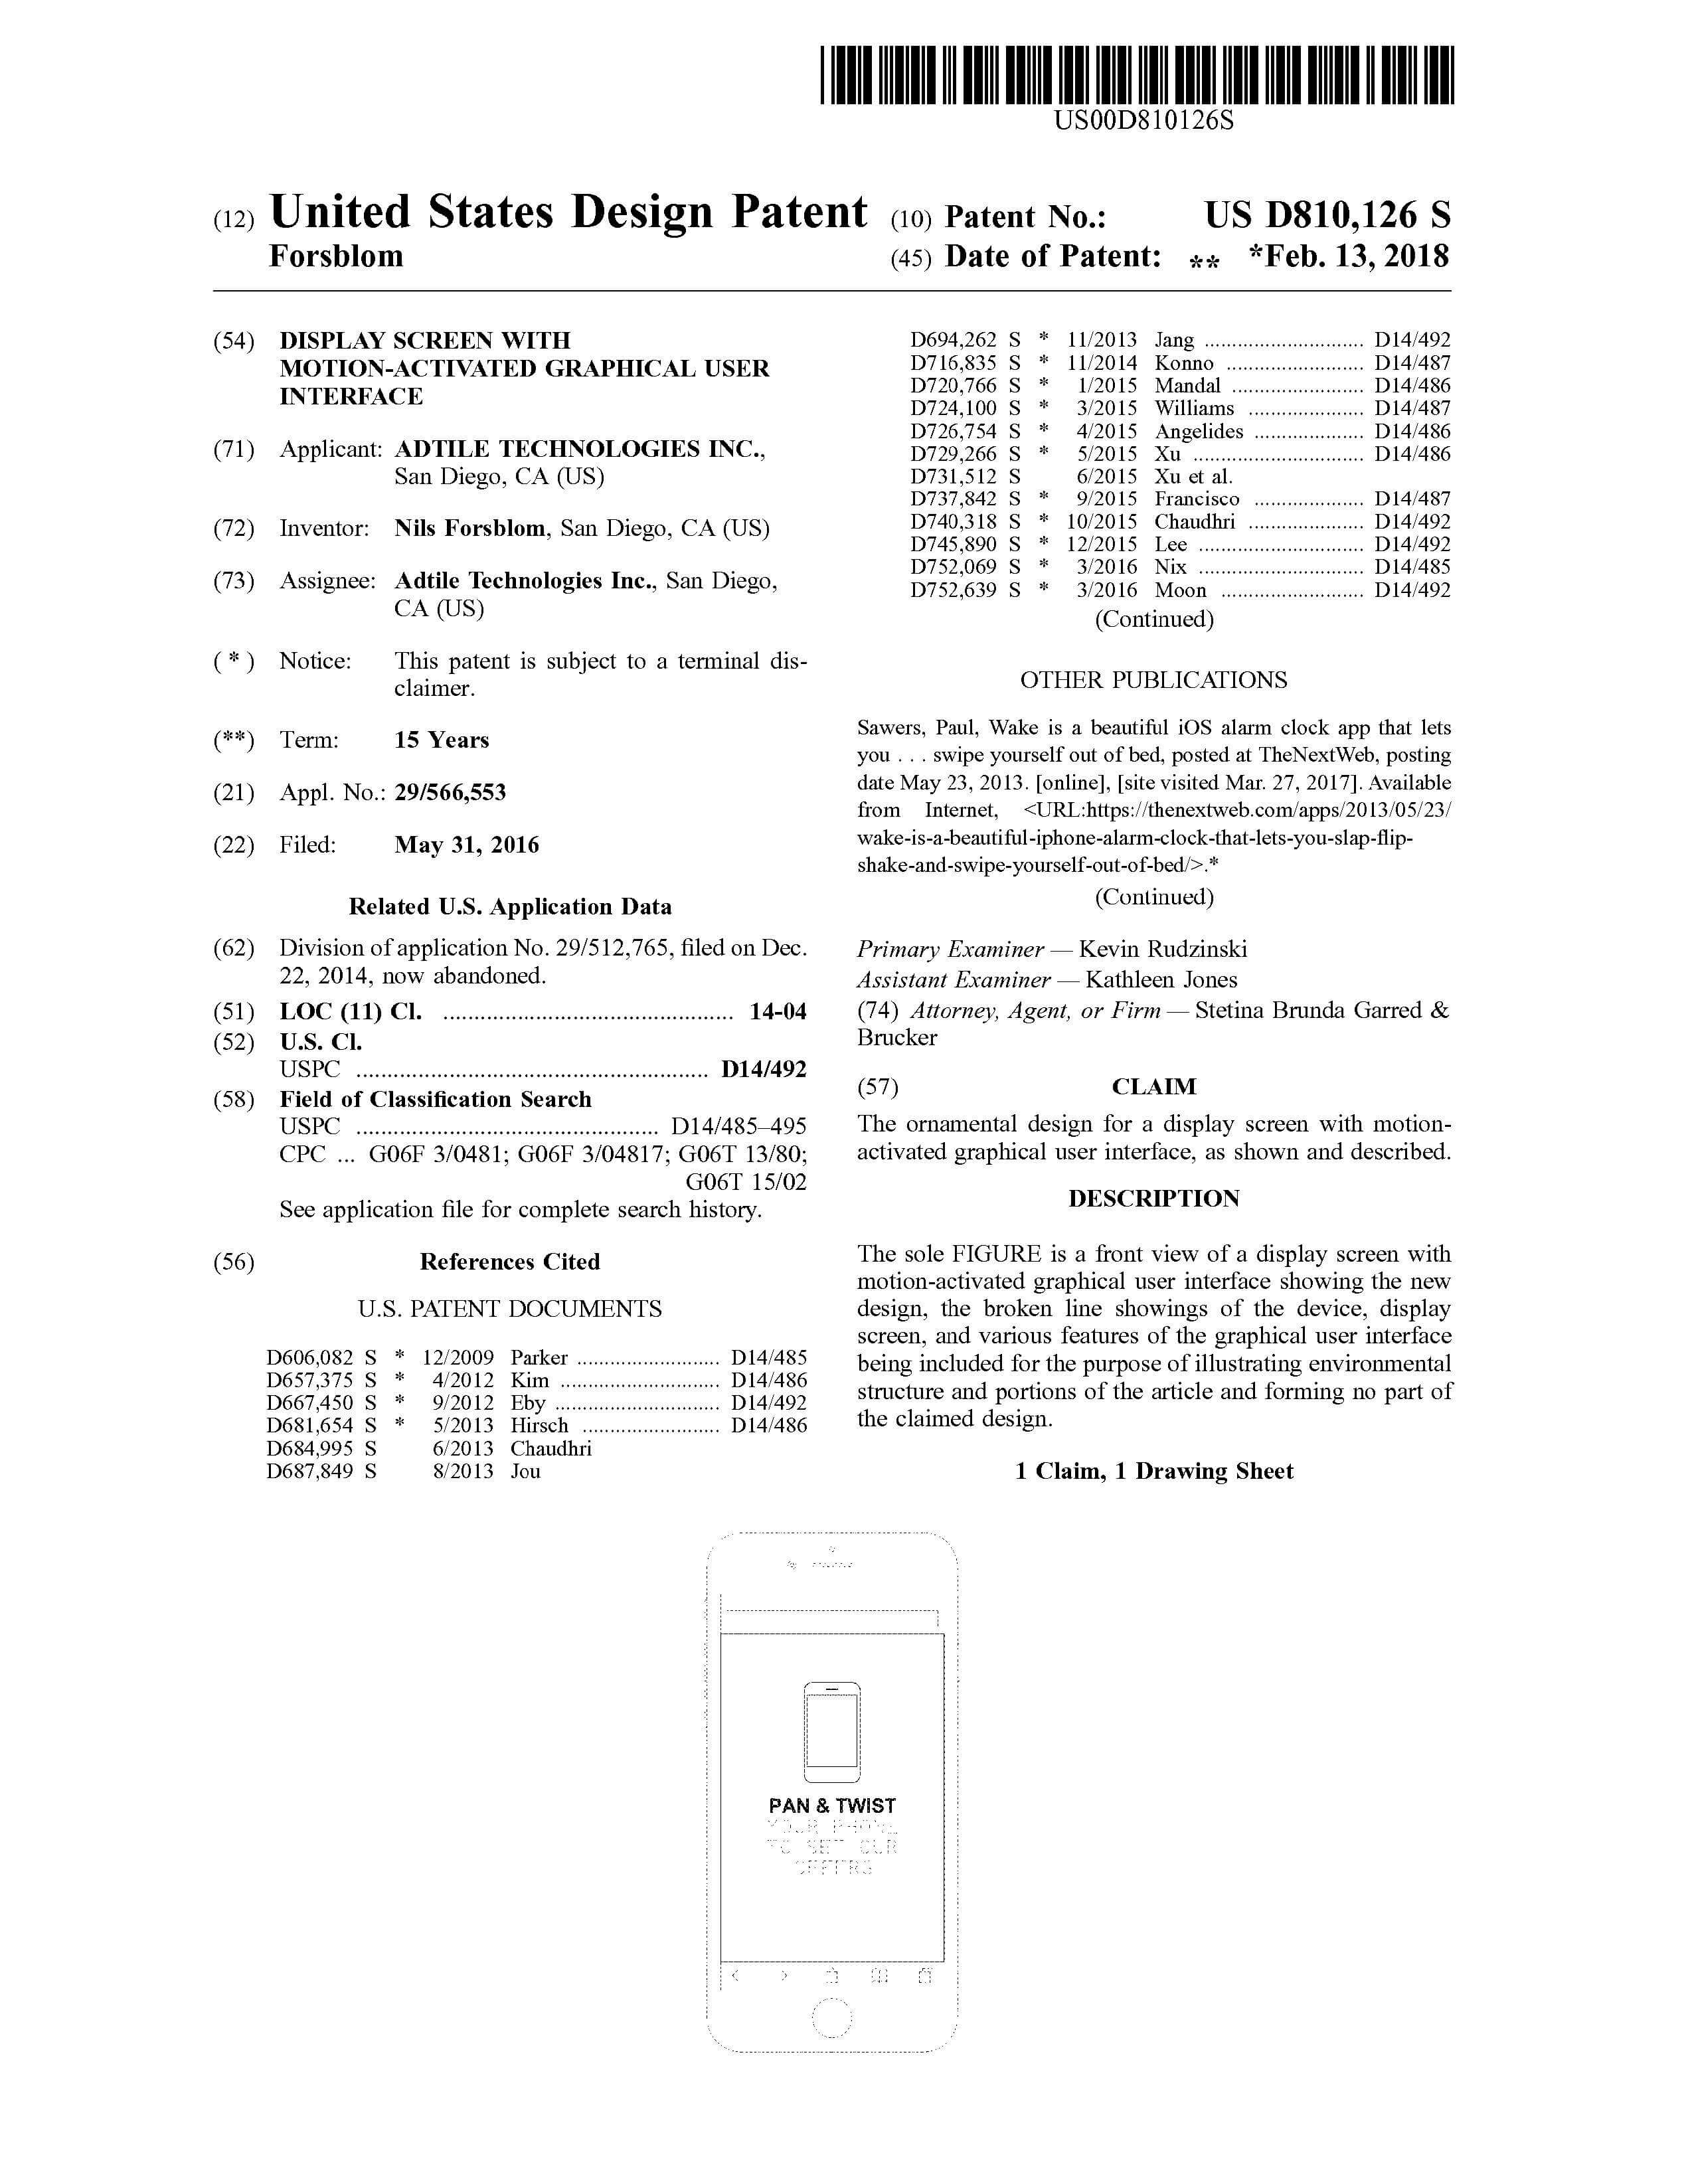 US00D810126S
(12) United States Design Patent
Forsblom
(10) Patent No.: US D810,126 S
(45) Date of Patent: ** *Feb. 13, 2018
(54) DISPLAY SCREEN WITH
MOTION-ACTIVATED GRAPHICAL USER
INTERFACE
(71) Applicant: ADTILE TECHNOLOGIES INC.,
San Diego, CA (US)
(72) Inventor: Nils Forsblom, San Diego, CA (US)
(73) Assignee: Adtile Technologies Inc., San Diego,
CA (US)
( * ) Notice: This patent is subject to a terminal dis-
claimer.
(**) Term: 15 Years
(21) Appl. No.: 29/566,553
(22) Filed: May 31, 2016
Related U.S. Application Data
(62) Division of application No. 29/512,765, filed on Dec.
22, 2014, now abandoned.
(51) LOC (11) Cl. ............................................... 14-04
(52) U.S. Cl.
USPC ......................................................... D14/492
(58) Field of Classification Search
USPC ................................................. D14/485–495
CPC ... G06F 3/0481; G06F 3/04817; G06T 13/80;
G06T 15/02
See application file for complete search history.
(56) References Cited
U.S. PATENT DOCUMENTS
D606,082 S * 12/2009 Parker .......................... D14/485
D657,375 S * 4/2012 Kim ............................. D14/486
D667,450 S * 9/2012 Eby .............................. D14/492
D681,654 S * 5/2013 Hirsch ......................... D14/486
D684,995 S 6/2013 Chaudhri
D687,849 S 8/2013 Jou
D694,262 S * 11/2013 Jang ............................. D14/492
D716,835 S * 11/2014 Konno ......................... D14/487
D720,766 S * 1/2015 Mandal ........................ D14/486
D724,100 S * 3/2015 Williams ..................... D14/487
D726,754 S * 4/2015 Angelides .................... D14/486
D729,266 S * 5/2015 Xu ............................... D14/486
D731,512 S 6/2015 Xu et al.
D737,842 S * 9/2015 Francisco .................... D14/487
D740,318 S * 10/2015 Chaudhri ..................... D14/492
D745,890 S * 12/2015 Lee .............................. D14/492
D752,069 S * 3/2016 Nix .............................. D14/485
D752,639 S * 3/2016 Moon .......................... D14/492
(Continued)
OTHER PUBLICATIONS
Sawers, Paul, Wake is a beautiful iOS alarm clock app that lets
you . . . swipe yourself out of bed, posted at TheNextWeb, posting
date May 23, 2013. [online], [site visited Mar. 27, 2017]. Available
from Internet, <URL:https://thenextweb.com/apps/2013/05/23/
wake-is-a-beautiful-iphone-alarm-clock-that-lets-you-slap-flip-
shake-and-swipe-yourself-out-of-bed/>.*
(Continued)
Primary Examiner — Kevin Rudzinski
Assistant Examiner — Kathleen Jones
(74) Attorney, Agent, or Firm — Stetina Brunda Garred &
Brucker
(57) CLAIM
The ornamental design for a display screen with motion-
activated graphical user interface, as shown and described.
DESCRIPTION
The sole FIGURE is a front view of a display screen with
motion-activated graphical user interface showing the new
design, the broken line showings of the device, display
screen, and various features of the graphical user interface
being included for the purpose of illustrating environmental
structure and portions of the article and forming no part of
the claimed design.
1 Claim, 1 Drawing Sheet
PAN & TWIST
YOUR PHONE
TO SET OUR